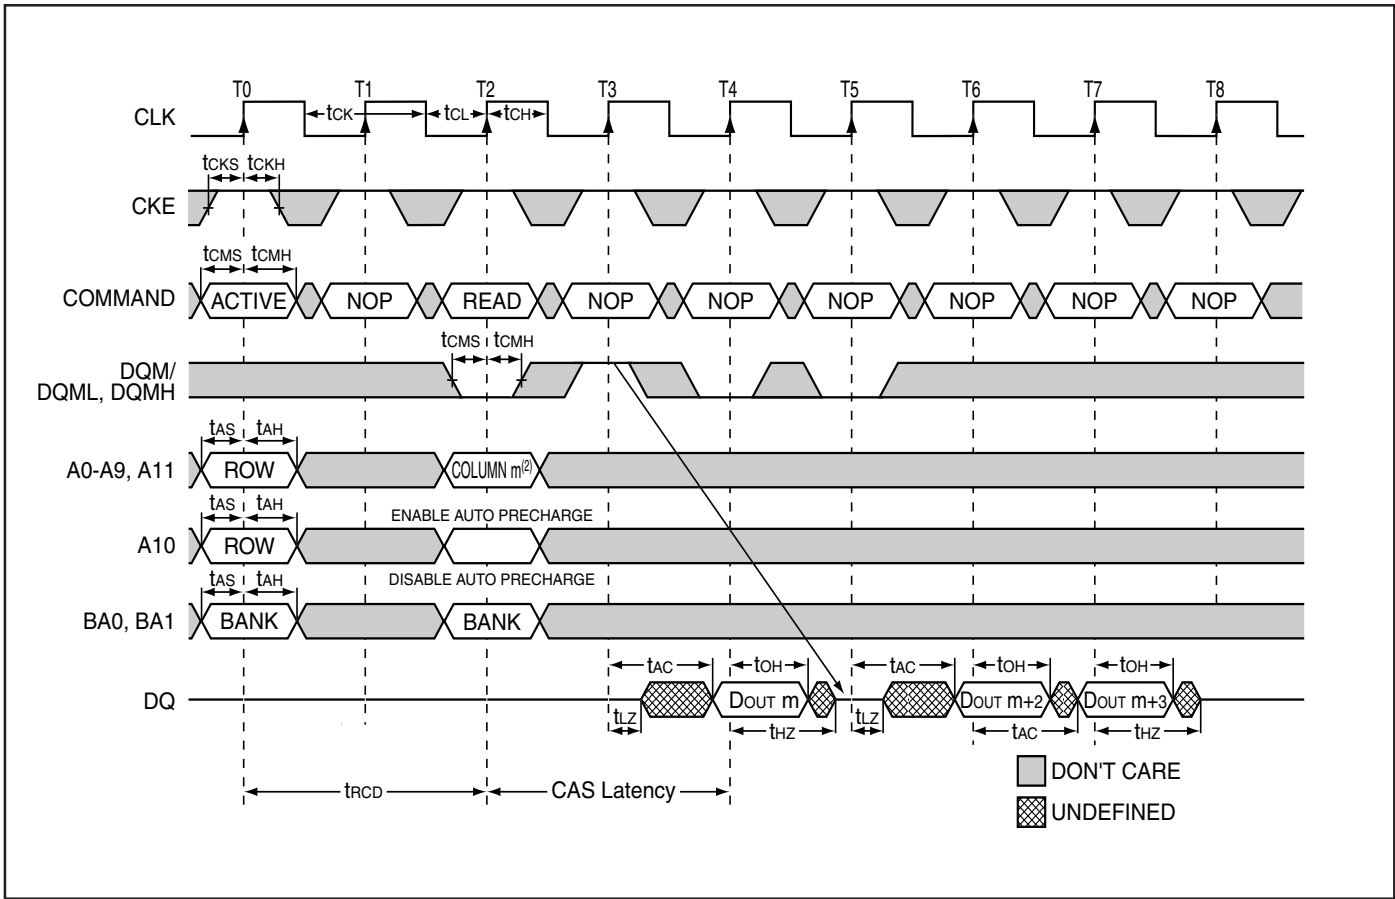 T0 T1 T2 T3 T4 T5 T6 T7 T8
CLK tCK tCL tCH
tCKS tCKH
CKE
tCMS tCMH
COMMAND ACTIVE NOP READ NOP NOP NOP NOP NOP NOP
tCMS tCMH
DQM/
DQML, DQMH
tAS tAH
A0-A9, A11 ROW COLUMN m(2)
tAS tAH ENABLE AUTO PRECHARGE
A10 ROW
tAS tAH DISABLE AUTO PRECHARGE
BA0, BA1 BANK BANK
tAC tOH tAC tOH tOH
DQ DOUT m DOUT m+2 DOUT m+3
tLZ tHZ tLZ tAC tHZ
DON'T CARE
tRCD CAS Latency
UNDEFINED